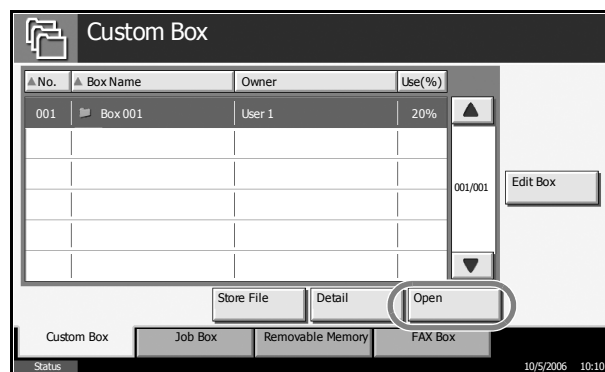 Custom Box
No. Box Name Owner Use(%)
001 Box 001 User 1 20%
001/001
Edit Box
Store File Detail Open
Custom Box Job Box Removable Memory FAX Box
Status 10/5/2006 10:10